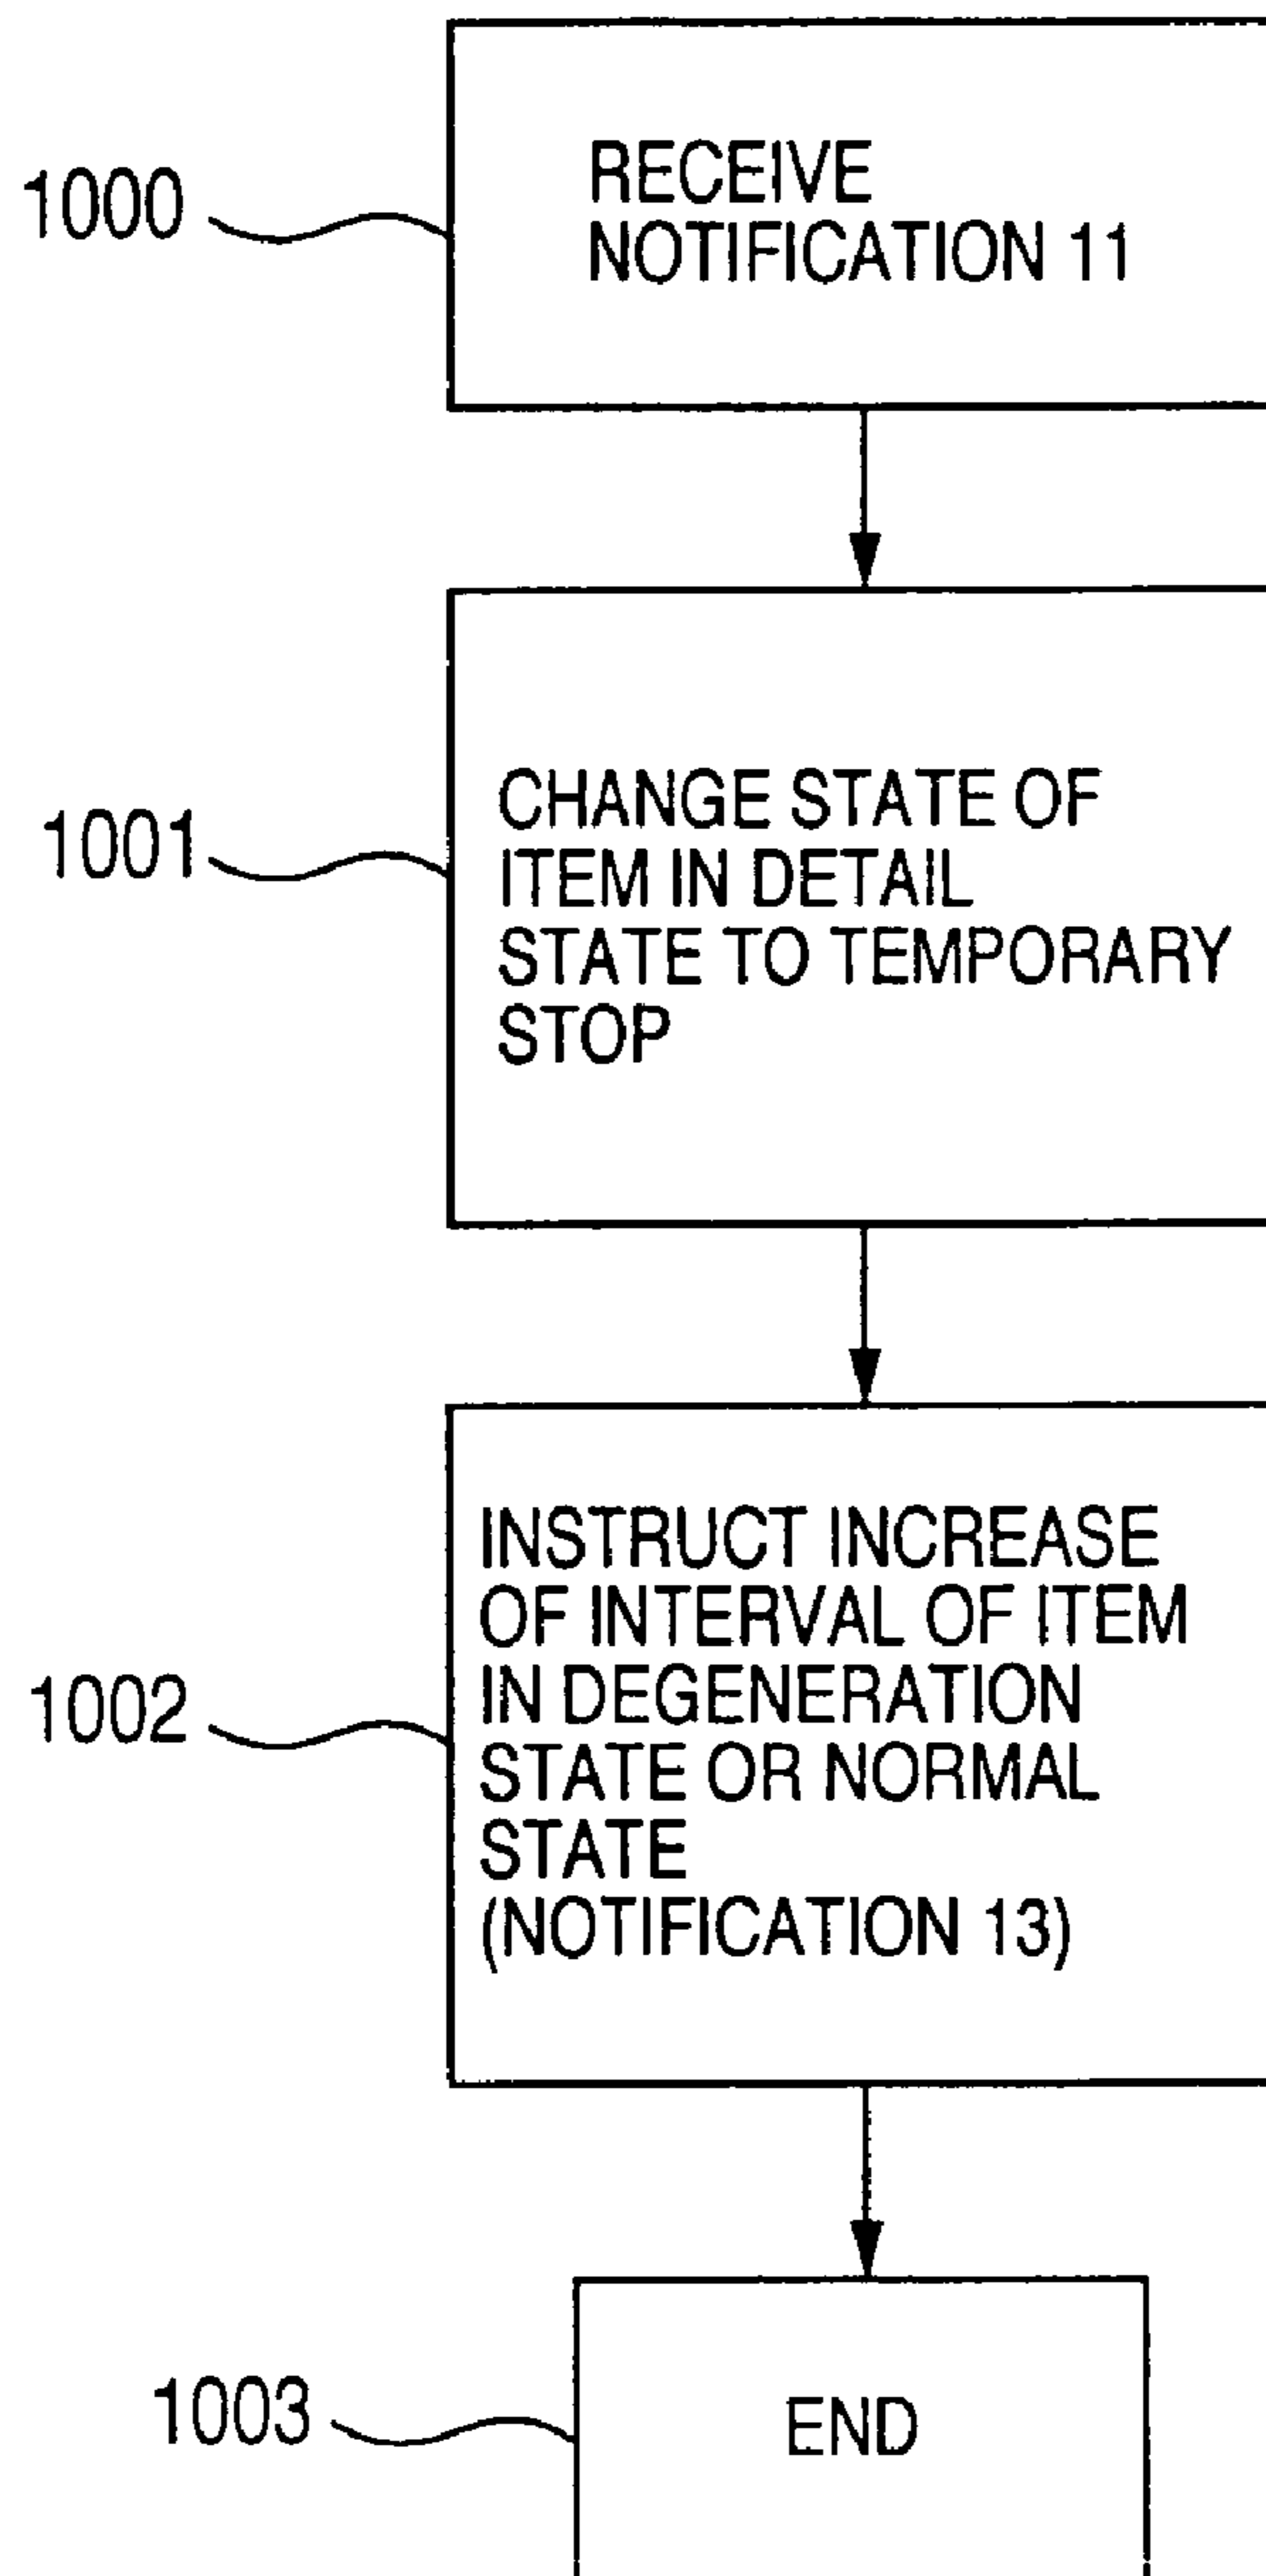 1000
RECEIVE
NOTIFICATION 11
1001
CHANGE STATE OF
ITEM IN DETAIL
STATE TO TEMPORARY
STOP
1002
INSTRUCT INCREASE
OF INTERVAL OF ITEM
IN DEGENERATION
STATE OR NORMAL
STATE
(NOTIFICATION 13)
1003
END